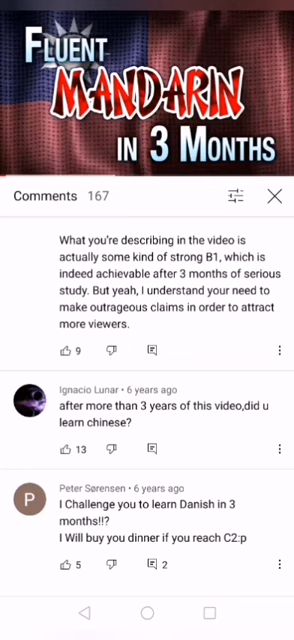 FLUENT
MANDARIN
IN 3 MONTHS
Comments 167
What you're describing in the video is
actually some kind of strong B1, which is
indeed achievable after 3 months of serious
study. But yeah, I understand your need to
make outrageous claims in order to attract
more viewers.
9
Ignacio Lunar • 6 years ago
after more than 3 years of this video,did u
learn chinese?
13
P
Peter Sørensen • 6 years ago
I Challenge you to learn Danish in 3
months!!?
I Will buy you dinner if you reach C2:p
5 2